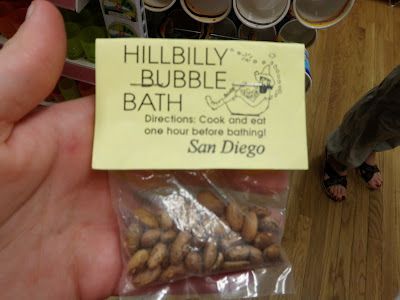 HILLBILLY
BUBBLE
BATH
Directions: Cook and eat
one hour before bathing!
San Diego